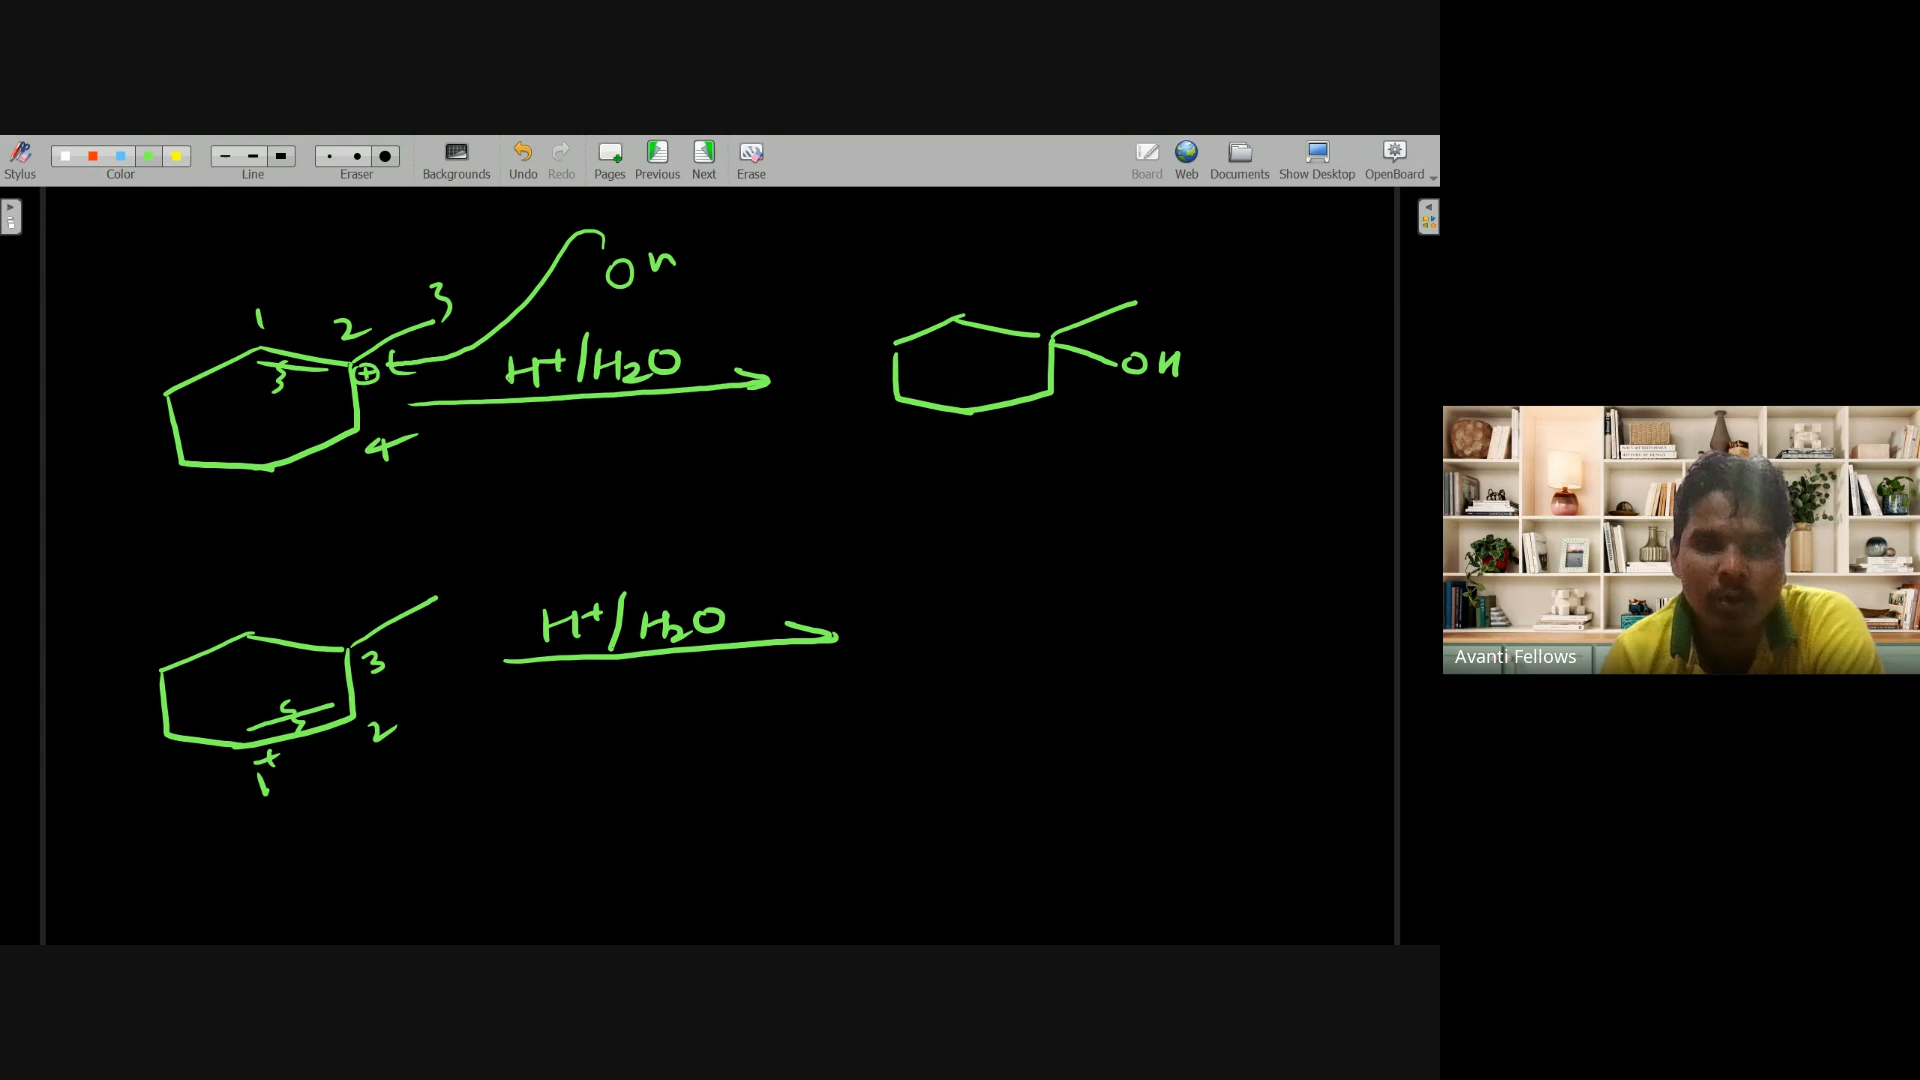 Stylus Color Line Eraser Backgrounds Undo Redo Pages Previous Next Erase Board Web Documents Show Desktop OpenBoard
OH
1 2 3
⊕
H+/H2O
OH
4
H+/H2O
3
2
+
1
Avanti Fellows